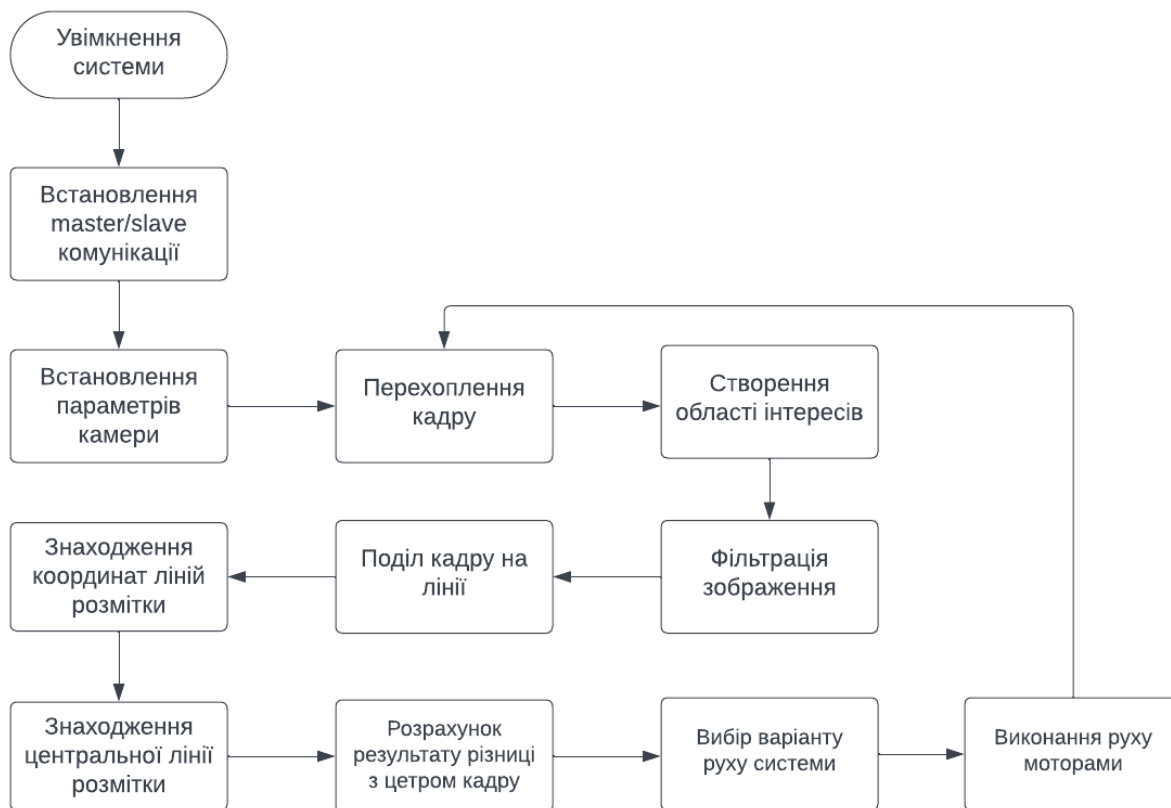 Увімкнення
системи
Встановлення
master/slave
комунікації
Встановлення
параметрів
камери
Перехоплення
кадру
Створення
області інтересів
Фільтрація
зображення
Поділ кадру на
лінії
Знаходження
координат ліній
розмітки
Знаходження
центральної лінії
розмітки
Розрахунок
результату різниці
з цетром кадру
Вибір варіанту
руху системи
Виконання руху
моторами